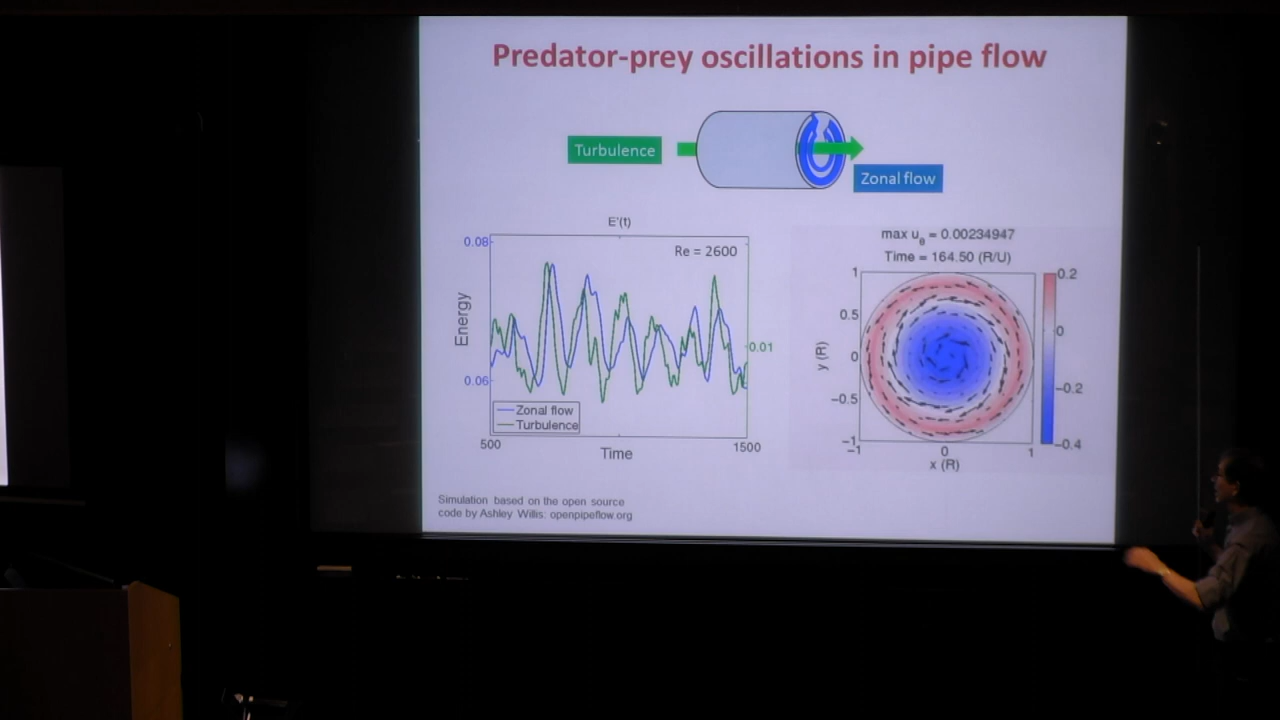 Predator-prey oscillations in pipe flow
Turbulence
Zonal flow
E'(t)
0.08
Re = 2600
Energy
0.01
0.06
Zonal flow
Turbulence
500
1500
Time
max uθ = 0.00234947
Time = 164.50 (R/U)
1
0.5
0
−0.5
−1
y (R)
−1
0
1
x (R)
0.2
0
−0.2
−0.4
Simulation based on the open source
code by Ashley Willis: openpipeflow.org